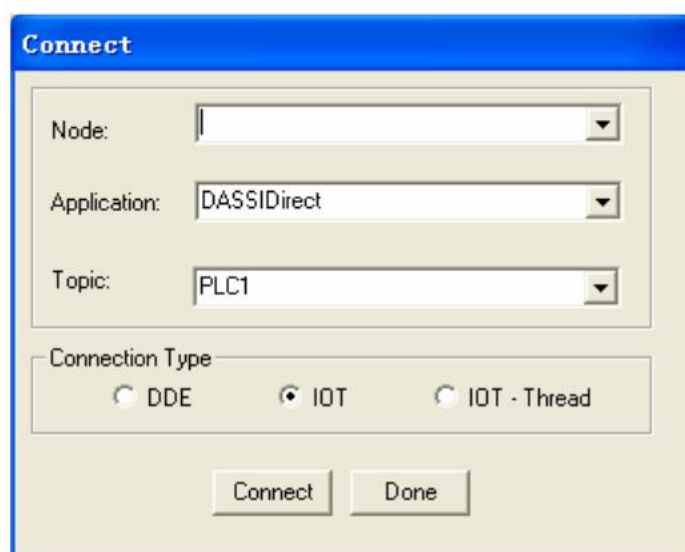 Connect
Node:
Application: DASSIDirect
Topic: PLC1
Connection Type
DDE IOT IOT - Thread
Connect Done